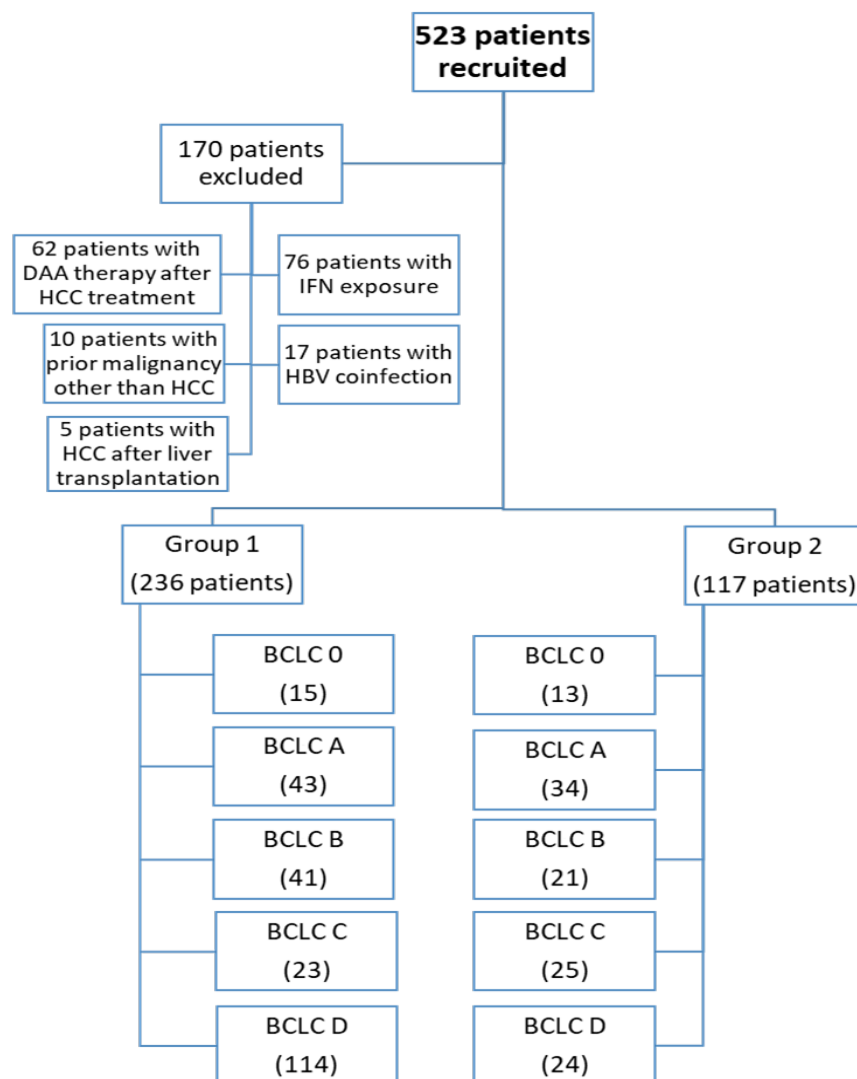 523 patients
recruited
170 patients
excluded
62 patients with
DAA therapy after
HCC treatment
76 patients with
IFN exposure
10 patients with
prior malignancy
other than HCC
17 patients with
HBV coinfection
5 patients with
HCC after liver
transplantation
Group 1
(236 patients)
Group 2
(117 patients)
BCLC 0
(15)
BCLC 0
(13)
BCLC A
(43)
BCLC A
(34)
BCLC B
(41)
BCLC B
(21)
BCLC C
(23)
BCLC C
(25)
BCLC D
(114)
BCLC D
(24)